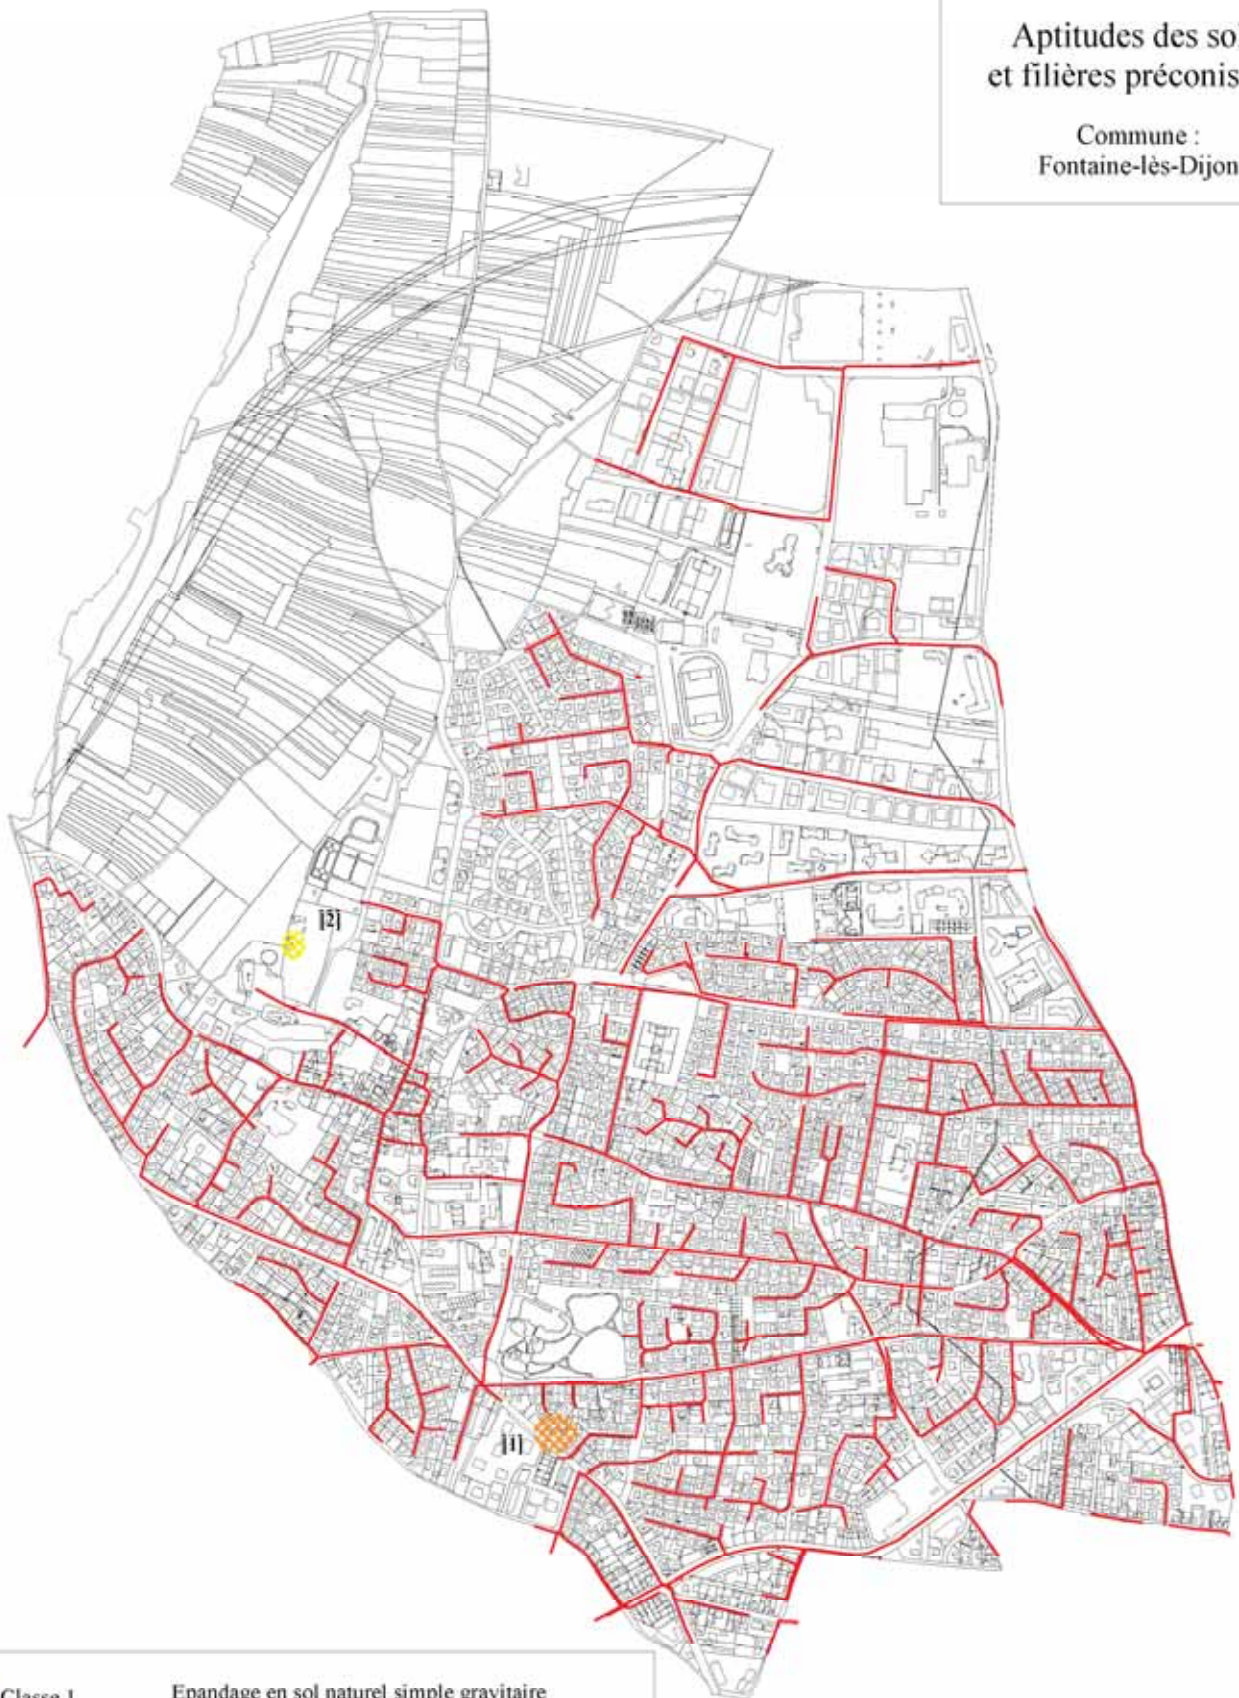 Aptitudes des sol
et filières préconis
Commune :
Fontaine-lès-Dijon
[2]
[1]
Classe 1 Epandage en sol naturel simple gravitaire